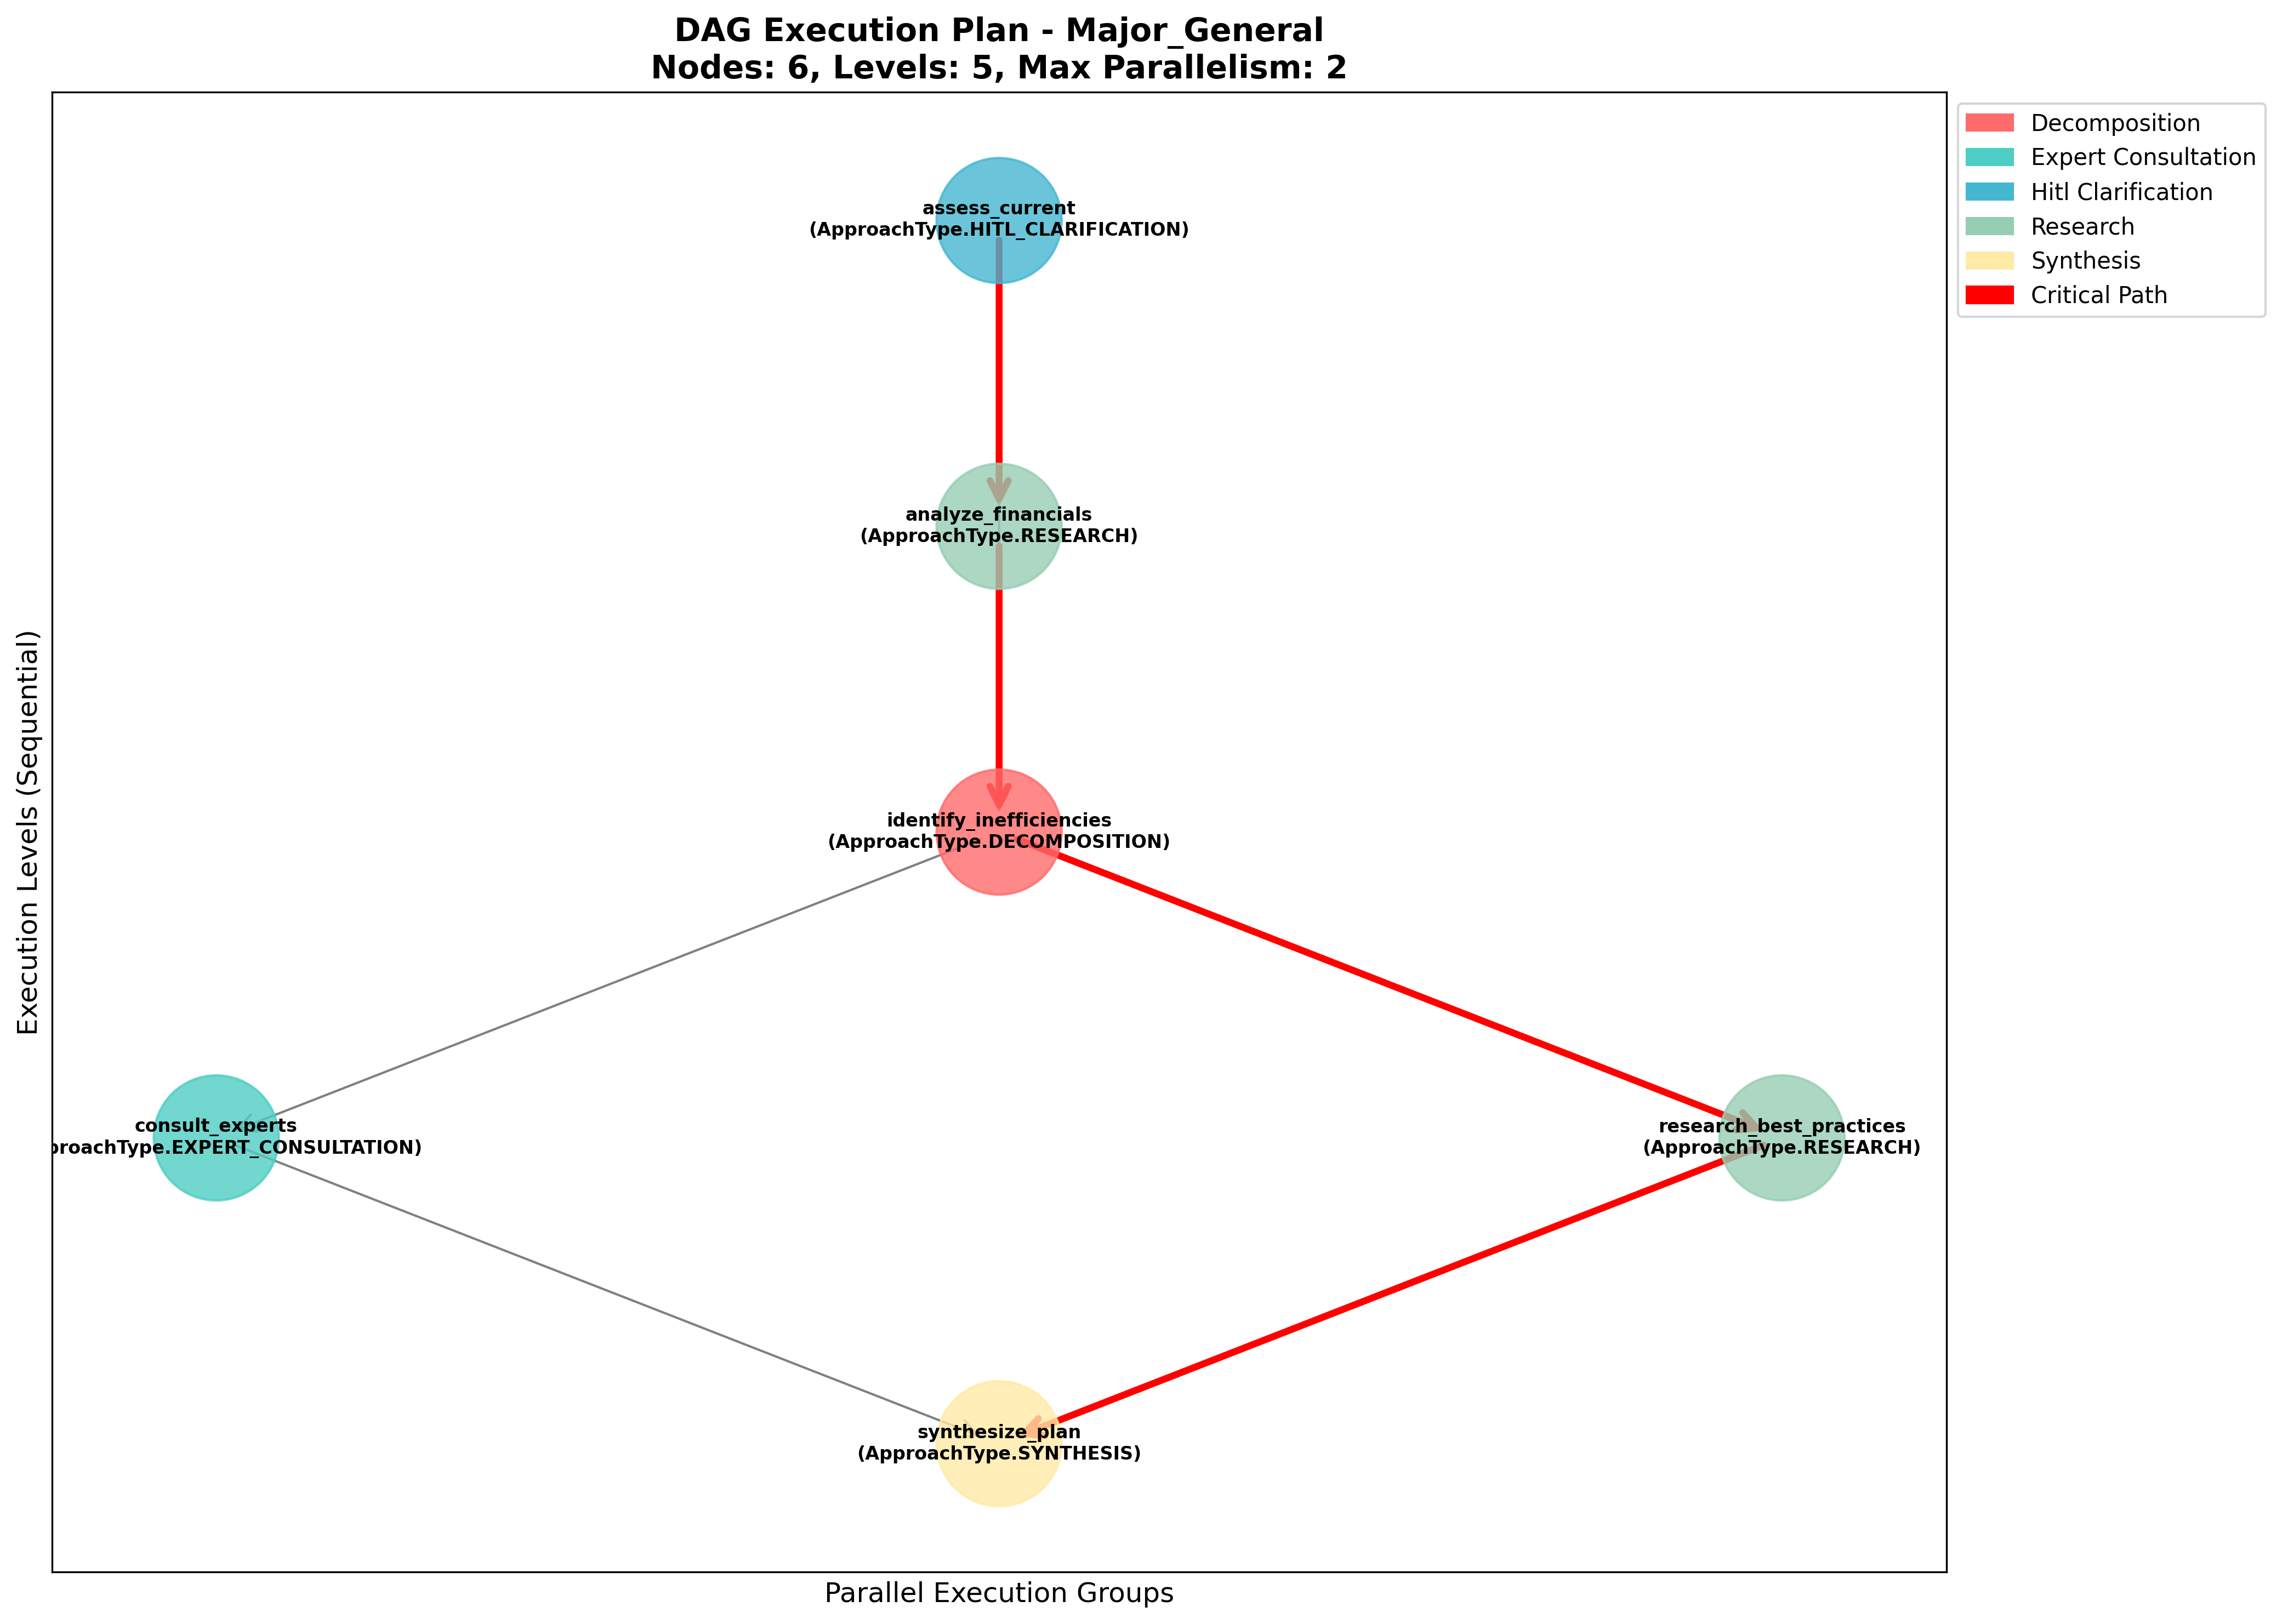 DAG Execution Plan - Major_General
Nodes: 6, Levels: 5, Max Parallelism: 2
Decomposition
Expert Consultation
Hitl Clarification
Research
Synthesis
Critical Path
assess_current
(ApproachType.HITL_CLARIFICATION)
analyze_financials
(ApproachType.RESEARCH)
identify_inefficiencies
(ApproachType.DECOMPOSITION)
consult_experts
proachType.EXPERT_CONSULTATION)
research_best_practices
(ApproachType.RESEARCH)
synthesize_plan
(ApproachType.SYNTHESIS)
Execution Levels (Sequential)
Parallel Execution Groups